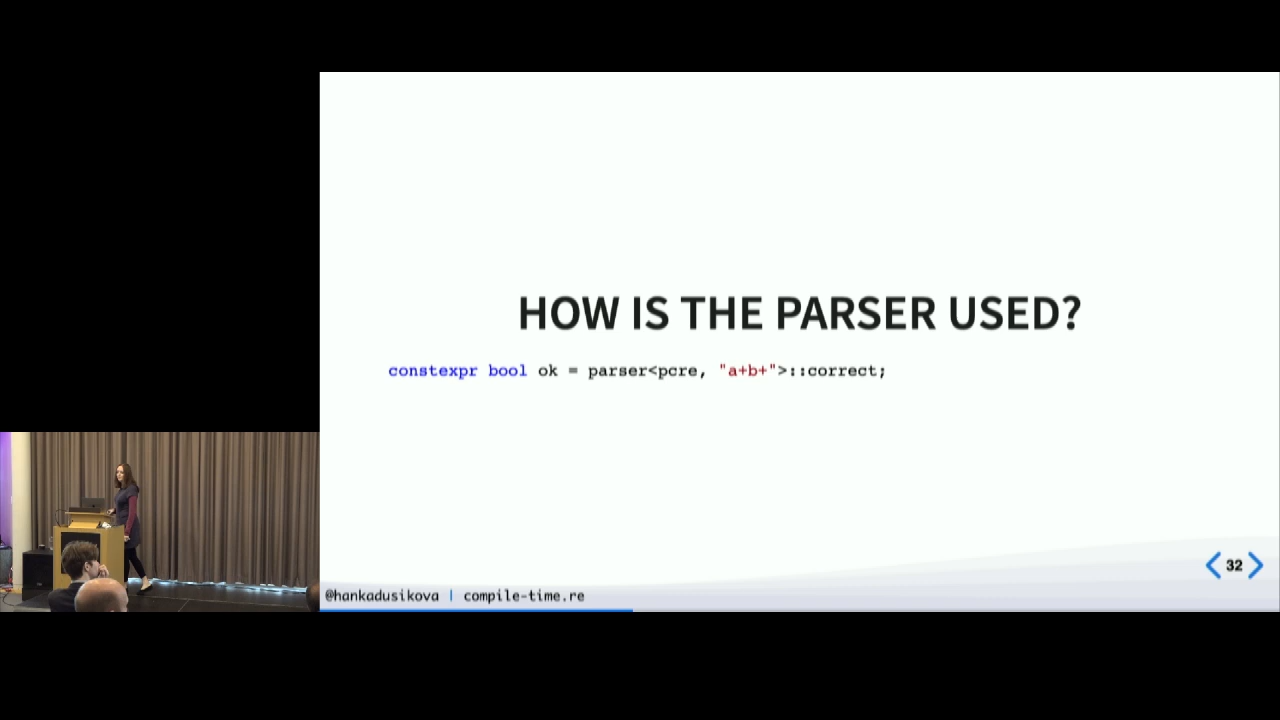 HOW IS THE PARSER USED?
constexpr bool ok = parser<pcre, "a+b+">::correct;
32
@hankadusikova | compile-time.re